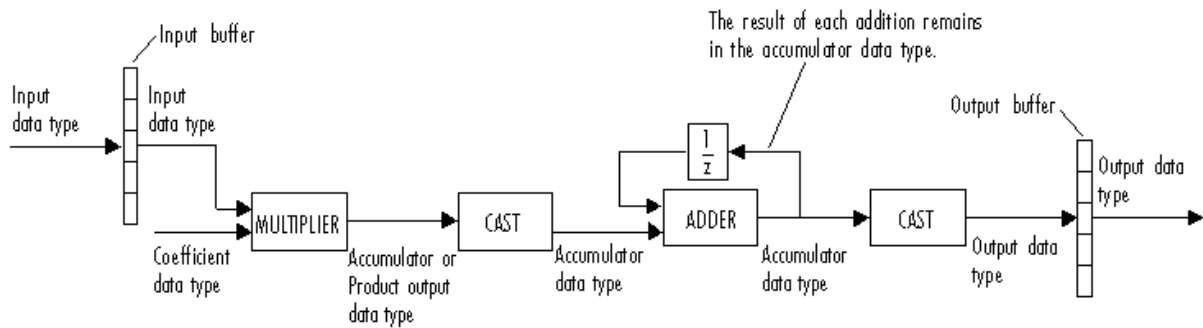 Input buffer
The result of each addition remains
in the accumulator data type.
Input
data type
Input
data type
Output buffer
1
z
Output data
type
MULTIPLIER
CAST
ADDER
CAST
Coefficient
data type
Accumulator or
Product output
data type
Accumulator
data type
Accumulator
data type
Output data
type